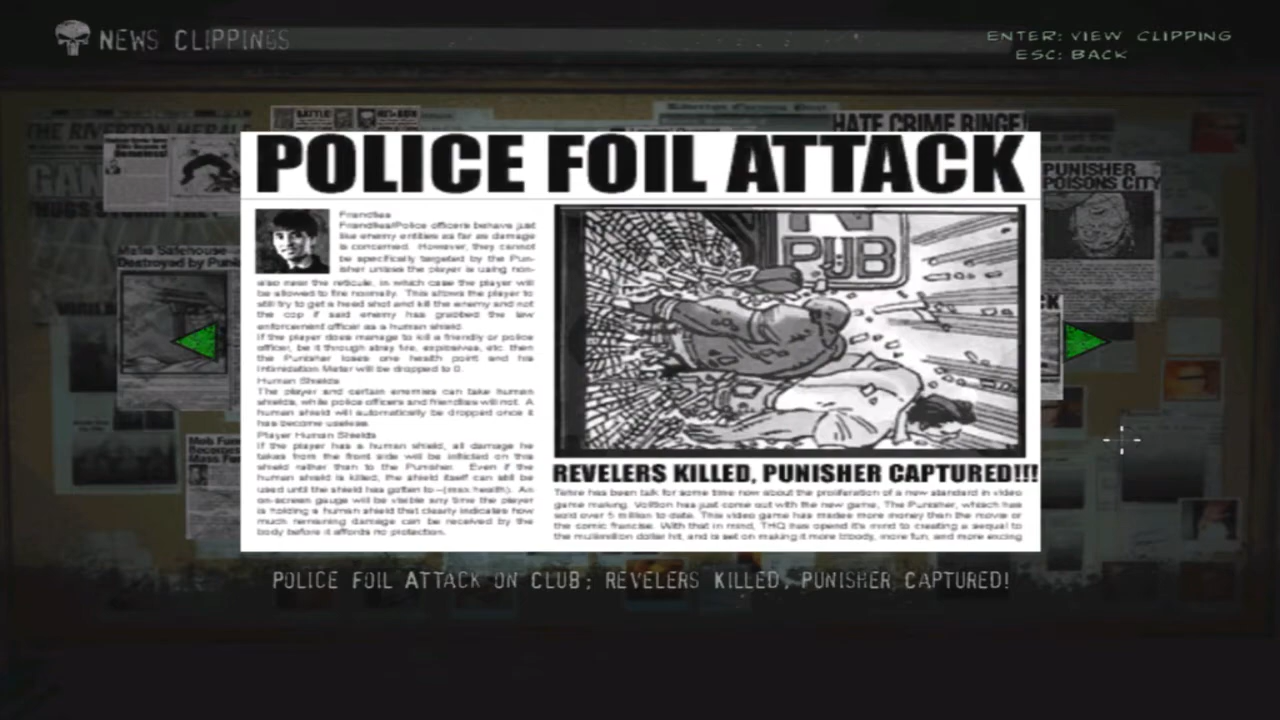 NEWS CLIPPINGS
ENTER: VIEW CLIPPING
ESC: BACK
THE RIVERTON HERAL
HATE CRIME RINGE!
PUNISHER
POISONS CITY
Mafia Safehouse
Destroyed by Puni
Mob Fun
Becomes
Mass Fun
POLICE FOIL ATTACK
Friendlies
Friendlies/Police officers behave just
like enemy entities as far as damage
is concerned. However, they cannot
be specifically targeted by the Pun-
isher unless the player is using non-
also near the reticule, in which case the player will
be allowed to fire normally. This allows the player to
still try to get a head shot and kill the enemy and not
the cop if said enemy has grabbed the law
enforcement officer as a human shield.
If the player does manage to kill a friendly or police
officer, be it through stray fire, explosives, etc. then
the Punisher loses one health point and his
Intimidation Meter will be dropped to 0.
Human Shields
The player and certain enemies can take human
shields, while police officers and friendlies will not. A
human shield will automatically be dropped once it
has become useless.
Player Human Shields
If the player has a human shield, all damage he
takes from the front side will be inflicted on this
shield rather than to the Punisher. Even if the
human shield is killed, the shield itself can still be
used until the shield has gotten to –(max health). An
on-screen gauge will be visible any time the player
is holding a human shield that clearly indicates how
much remaining damage can be received by the
body before it affords no protection.
PUB
REVELERS KILLED, PUNISHER CAPTURED!!!
There has been talk for some time now about the proliferation of a new standard in video
game making. Volition has just come out with the new game, The Punisher, which has
sold over 5 million to date. This video game has madee more money than the movie or
the comic francise. With that in mind, THQ has opend it's mind to creating a sequal to
the mulimillion dollar hit, and is set on making it more bloody, more fun, and more excing
POLICE FOIL ATTACK ON CLUB; REVELERS KILLED, PUNISHER CAPTURED!